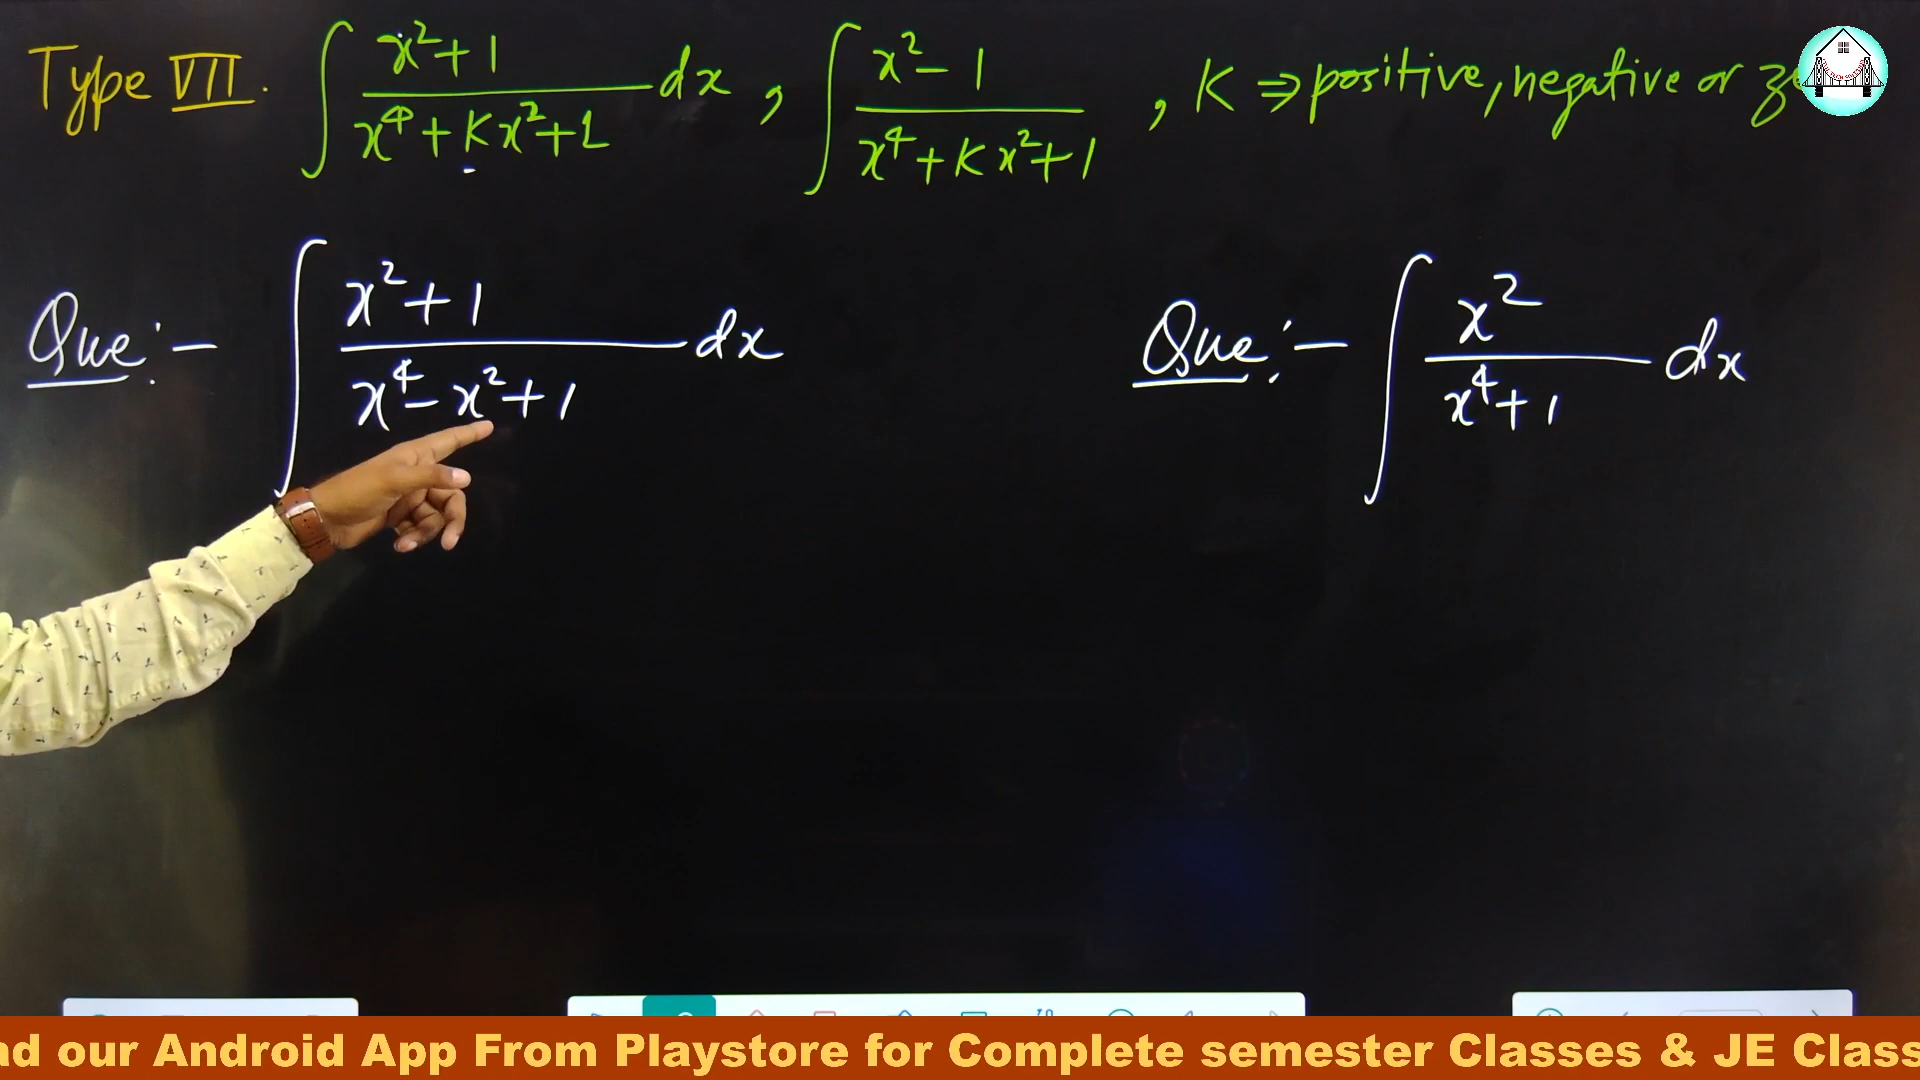 Type VII. ∫ x²+1 / x⁴+Kx²+1 dx , ∫ x²-1 / x⁴+Kx²+1 , K ⇒ positive, negative or
Que:- ∫ x²+1 / x⁴-x²+1 dx
Que:- ∫ x² / x⁴+1 dx
our Android App From Playstore for Complete semester Classes & JE